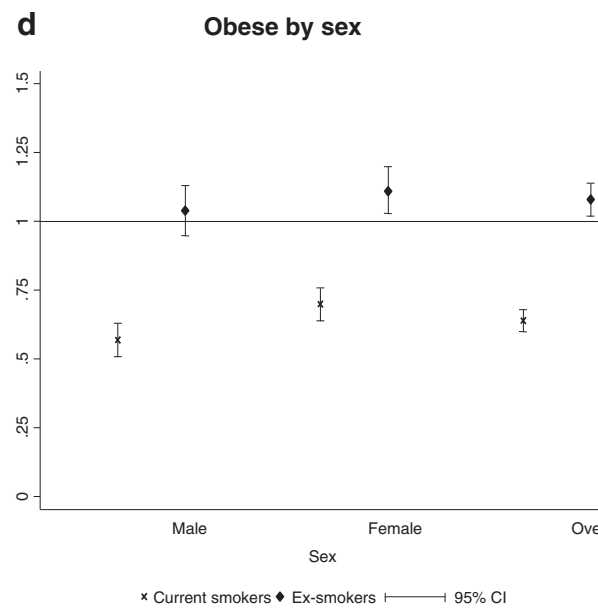 d
Obese by sex
1.5
1.25
1
.75
.5
.25
0
Male Female Ove
Sex
Current smokers Ex-smokers 95% CI